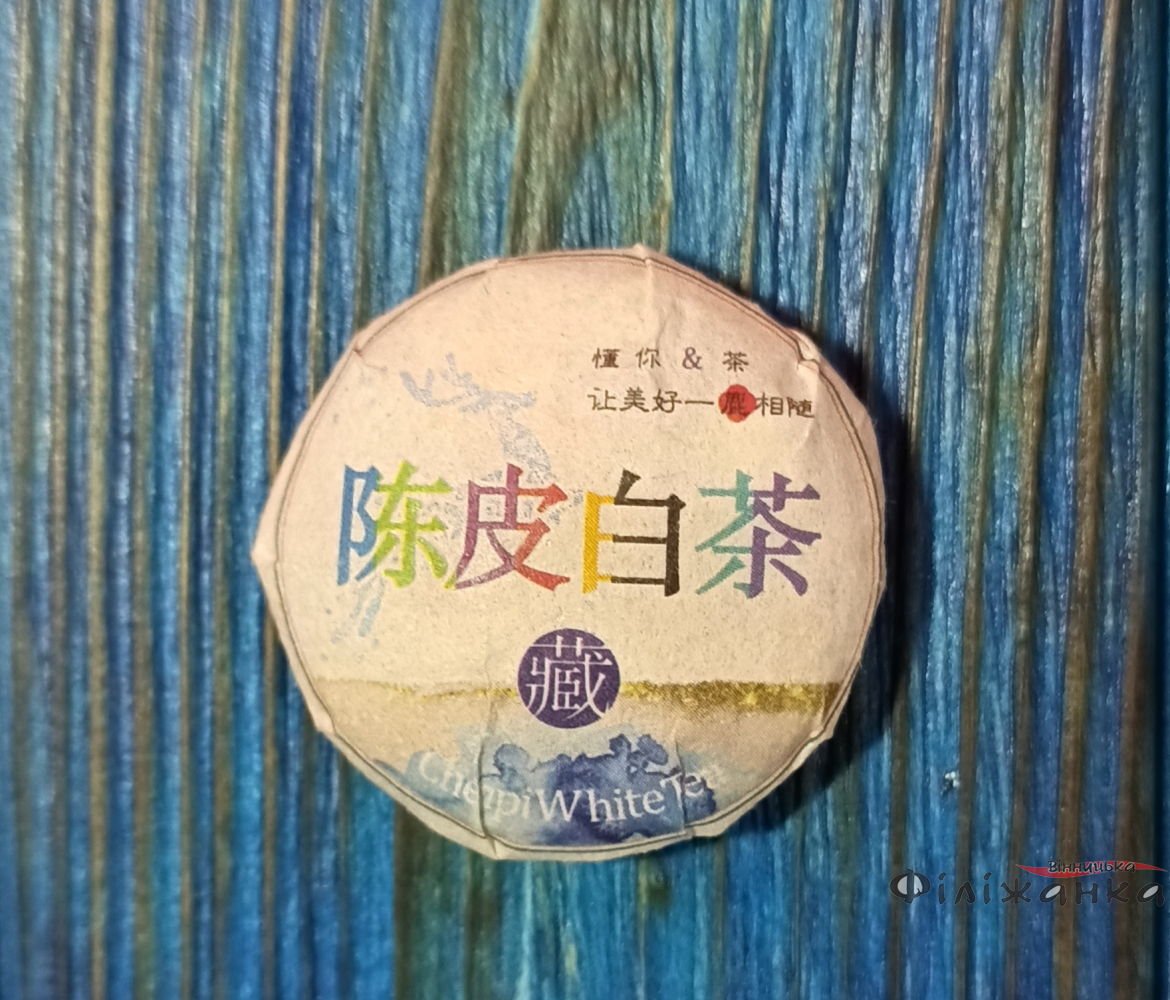 懂你&茶
让美好一鹿相随
陈皮白茶
藏
Chenpi White Tea
вінницька
Філіжанка